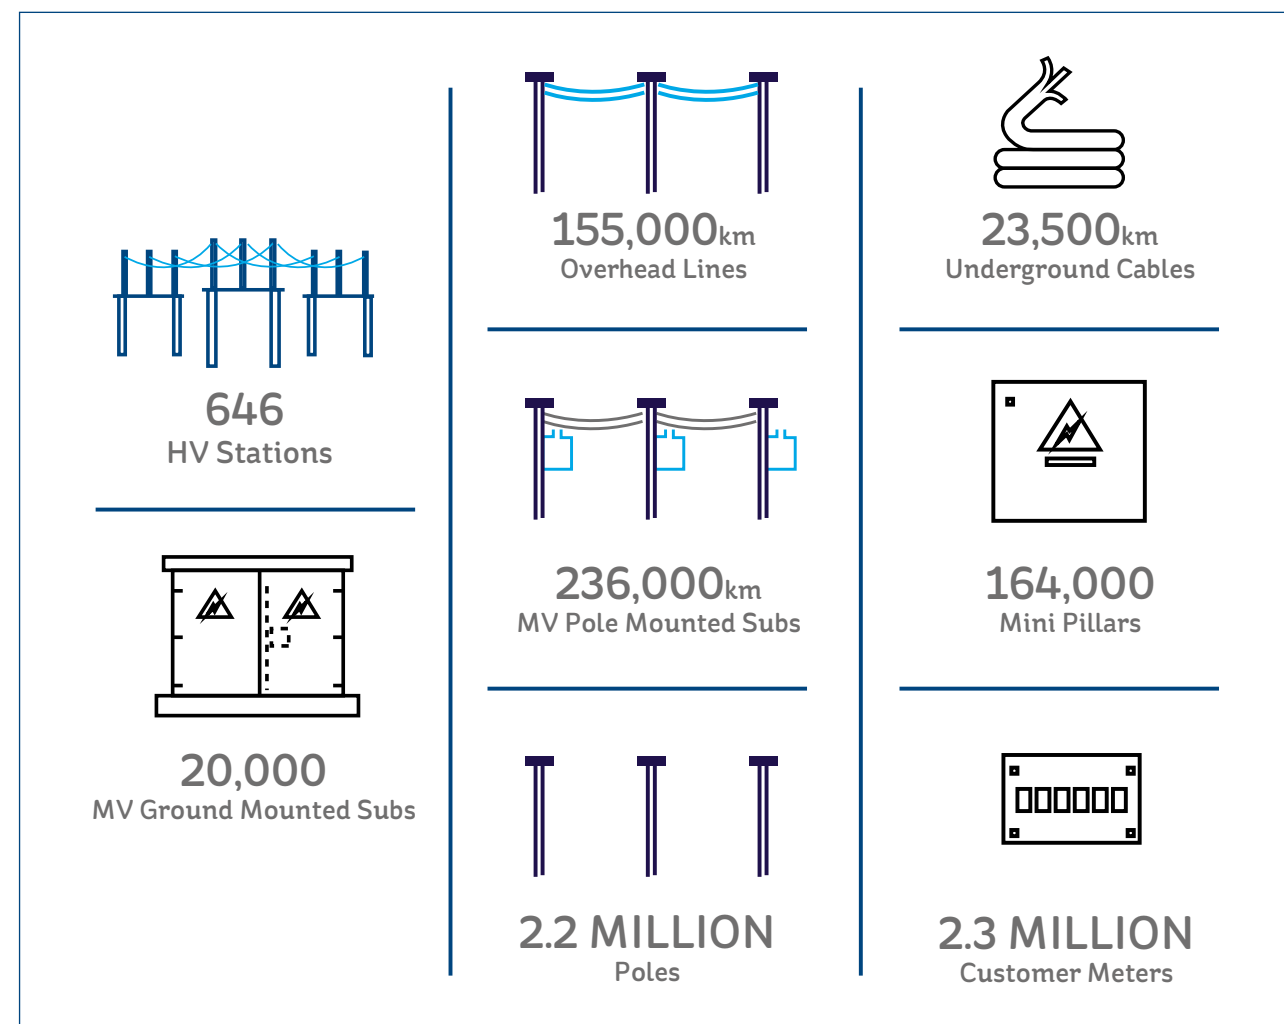 646
HV Stations
20,000
MV Ground Mounted Subs
155,000km
Overhead Lines
236,000km
MV Pole Mounted Subs
2.2 MILLION
Poles
23,500km
Underground Cables
164,000
Mini Pillars
2.3 MILLION
Customer Meters